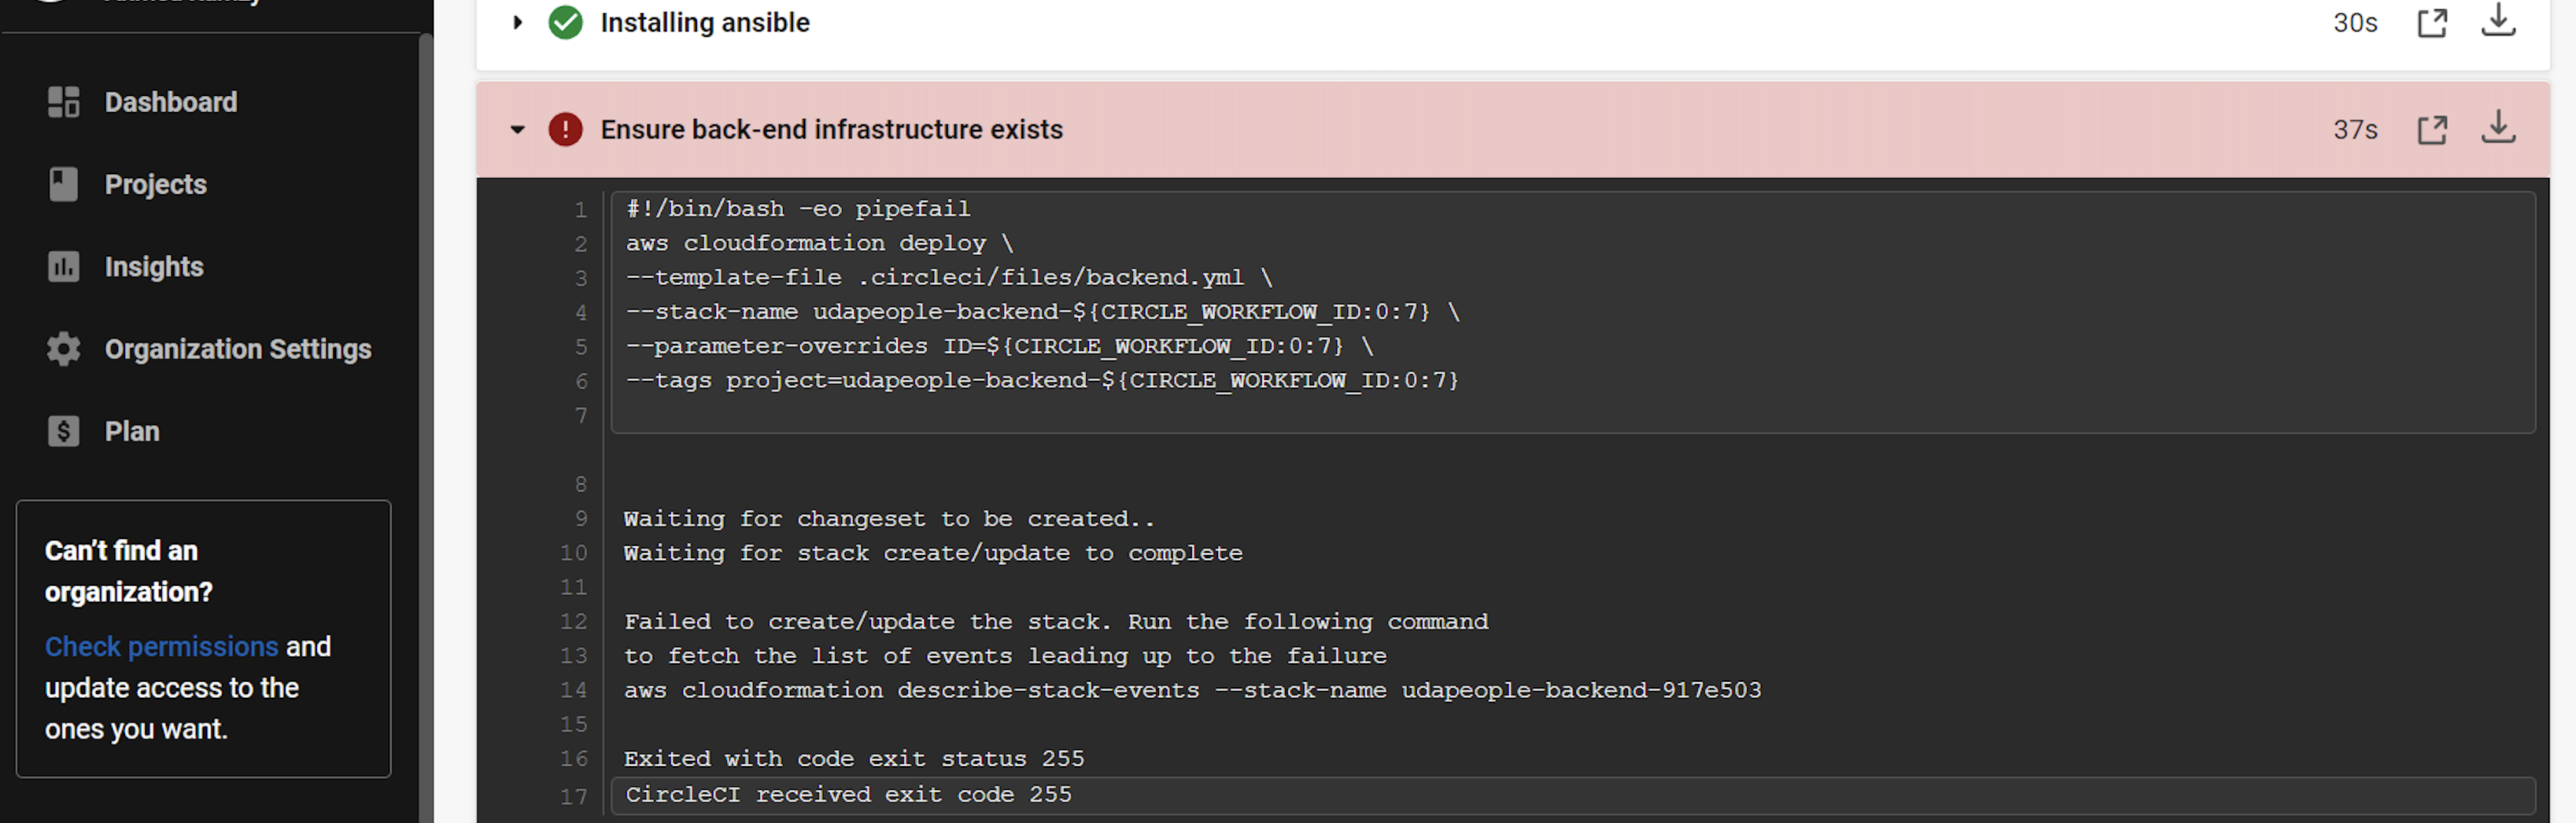 Installing ansible
30s
Dashboard
Projects
Insights
Organization Settings
Plan
Can't find an
organization?
Check permissions and
update access to the
ones you want.
Ensure back-end infrastructure exists
37s
1 #!/bin/bash -eo pipefail
2 aws cloudformation deploy \
3 --template-file .circleci/files/backend.yml \
4 --stack-name udapeople-backend-${CIRCLE_WORKFLOW_ID:0:7} \
5 --parameter-overrides ID=${CIRCLE_WORKFLOW_ID:0:7} \
6 --tags project=udapeople-backend-${CIRCLE_WORKFLOW_ID:0:7}
7
8
9 Waiting for changeset to be created..
10 Waiting for stack create/update to complete
11
12 Failed to create/update the stack. Run the following command
13 to fetch the list of events leading up to the failure
14 aws cloudformation describe-stack-events --stack-name udapeople-backend-917e503
15
16 Exited with code exit status 255
17 CircleCI received exit code 255